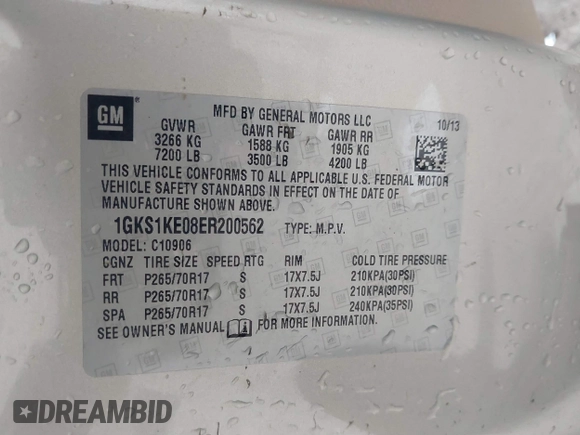 GM
MFD BY GENERAL MOTORS LLC
10/13
GVWR GAWR FRT GAWR RR
3266 KG 1588 KG 1905 KG
7200 LB 3500 LB 4200 LB
THIS VEHICLE CONFORMS TO ALL APPLICABLE U.S. FEDERAL MOTOR
VEHICLE SAFETY STANDARDS IN EFFECT ON THE DATE OF
MANUFACTURE SHOWN ABOVE.
1GKS1KE08ER200562 TYPE: M.P.V.
MODEL: C10906
CGNZ TIRE SIZE SPEED RTG RIM COLD TIRE PRESSURE
FRT P265/70R17 S 17X7.5J 210KPA(30PSI)
RR P265/70R17 S 17X7.5J 210KPA(30PSI)
SPA P265/70R17 S 17X7.5J 240KPA(35PSI)
SEE OWNER'S MANUAL FOR MORE INFORMATION.
DREAMBID